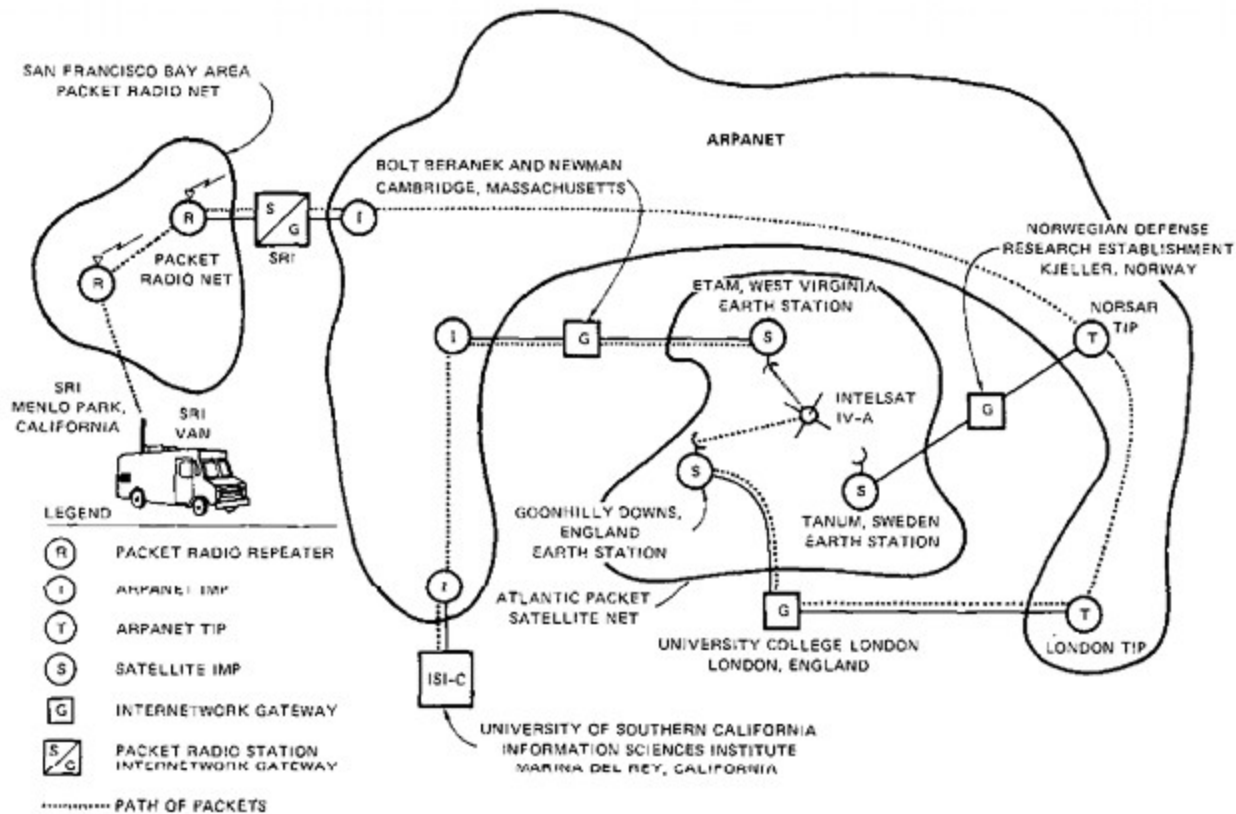 SAN FRANCISCO BAY AREA
PACKET RADIO NET
ARPANET
BOLT BERANEK AND NEWMAN
CAMBRIDGE, MASSACHUSETTS
R
S
G
SRI
I
PACKET
RADIO NET
R
NORWEGIAN DEFENSE
RESEARCH ESTABLISHMENT
KJELLER, NORWAY
ETAM, WEST VIRGINIA
EARTH STATION
NORSAR
TIP
T
I
G
S
SRI
MENLO PARK,
CALIFORNIA
SRI
VAN
INTELSAT
IV-A
G
S
S
GOONHILLY DOWNS,
ENGLAND
EARTH STATION
TANUM, SWEDEN
EARTH STATION
I
ATLANTIC PACKET
SATELLITE NET
G
T
UNIVERSITY COLLEGE LONDON
LONDON, ENGLAND
LONDON TIP
ISI-C
UNIVERSITY OF SOUTHERN CALIFORNIA
INFORMATION SCIENCES INSTITUTE
MARINA DEL REY, CALIFORNIA
LEGEND
R PACKET RADIO REPEATER
I ARPANET IMP
T ARPANET TIP
S SATELLITE IMP
G INTERNETWORK GATEWAY
S PACKET RADIO STATION
G INTERNETWORK GATEWAY
PATH OF PACKETS